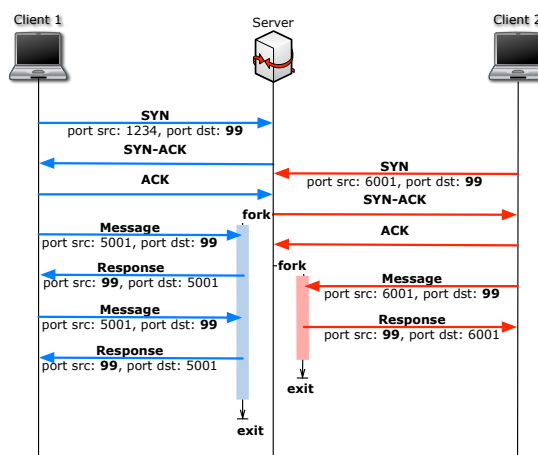 Client 1
Server
Client 2
SYN
port src: 1234, port dst: 99
SYN-ACK
SYN
port src: 6001, port dst: 99
ACK
SYN-ACK
fork
Message
port src: 5001, port dst: 99
ACK
fork
Response
port src: 99, port dst: 5001
Message
port src: 6001, port dst: 99
Message
port src: 5001, port dst: 99
Response
port src: 99, port dst: 6001
Response
port src: 99, port dst: 5001
exit
exit